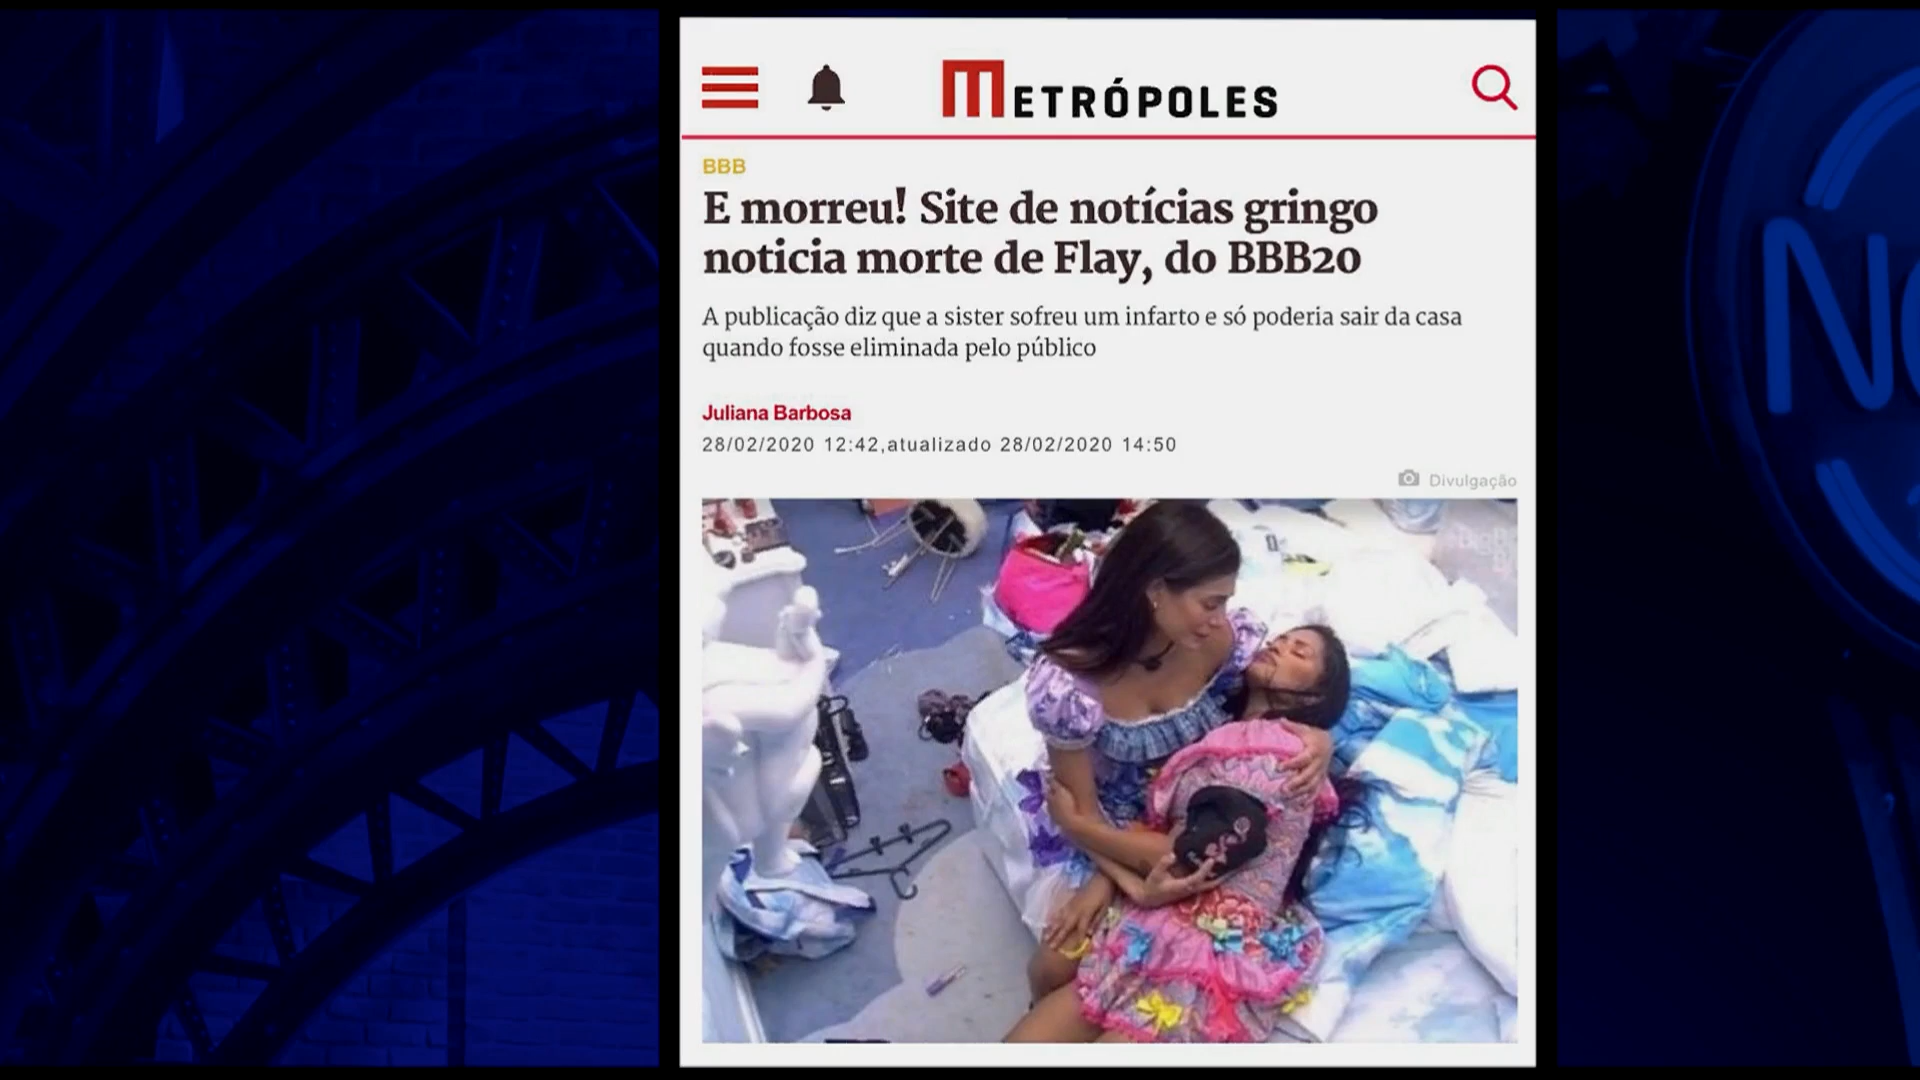 METRÓPOLES
BBB
E morreu! Site de notícias gringo
noticia morte de Flay, do BBB20
A publicação diz que a sister sofreu um infarto e só poderia sair da casa
quando fosse eliminada pelo público
Juliana Barbosa
28/02/2020 12:42,atualizado 28/02/2020 14:50
Divulgação